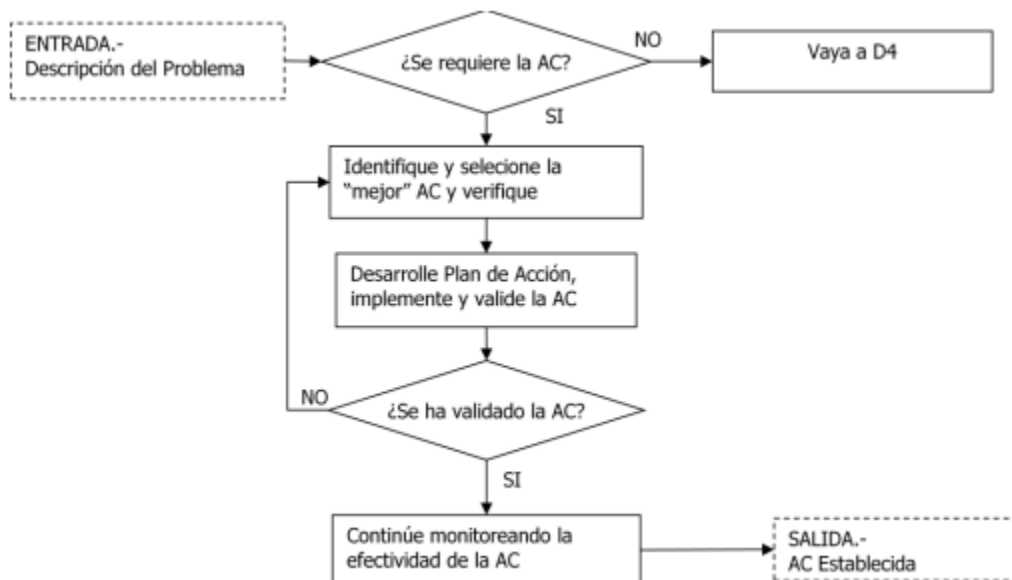 ENTRADA.-
Descripción del Problema
¿Se requiere la AC?
NO
Vaya a D4
SI
Identifique y selecione la
“mejor” AC y verifique
Desarrolle Plan de Acción,
implemente y valide la AC
NO
¿Se ha validado la AC?
SI
Continúe monitoreando la
efectividad de la AC
SALIDA.-
AC Establecida